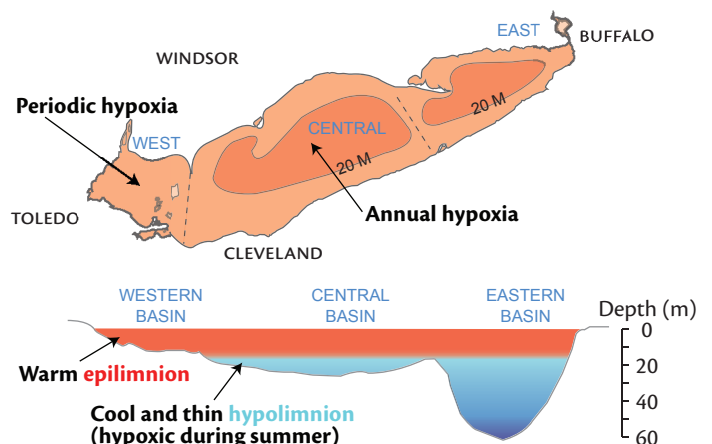 EAST
BUFFALO
WINDSOR
Periodic hypoxia
WEST
CENTRAL
20 M
20 M
TOLEDO
Annual hypoxia
CLEVELAND
WESTERN
BASIN
CENTRAL
BASIN
EASTERN
BASIN
Depth (m)
0
20
40
60
Warm epilimnion
Cool and thin hypolimnion
(hypoxic during summer)